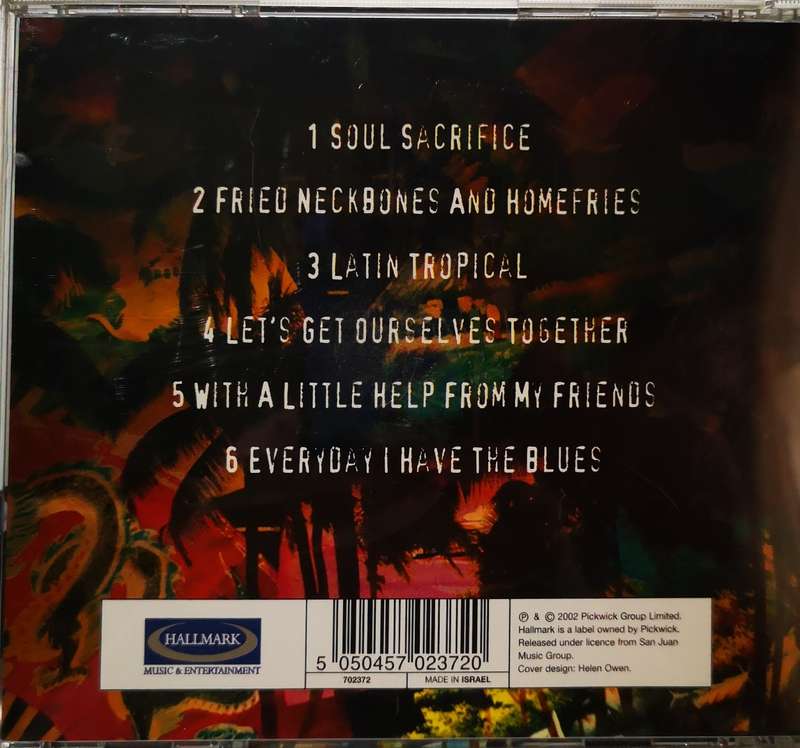 1 SOUL SACRIFICE
2 FRIED NECKBONES AND HOMEFRIES
3 LATIN TROPICAL
4 LET'S GET OURSELVES TOGETHER
5 WITH A LITTLE HELP FROM MY FRIENDS
6 EVERYDAY I HAVE THE BLUES
HALLMARK
MUSIC & ENTERTAINMENT
5 050457 023720
702372
MADE IN ISRAEL
℗ & © 2002 Pickwick Group Limited.
Hallmark is a label owned by Pickwick.
Released under licence from San Juan
Music Group.
Cover design: Helen Owen.